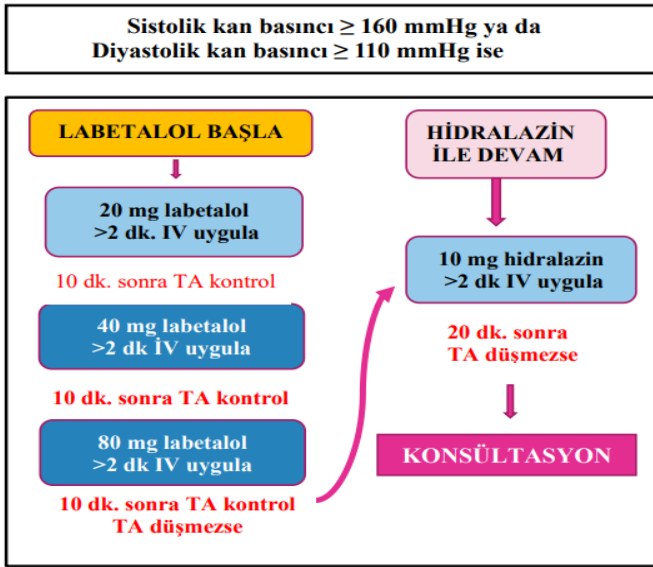 Sistolik kan basıncı ≥ 160 mmHg ya da
Diyastolik kan basıncı ≥ 110 mmHg ise
LABETALOL BAŞLA
20 mg labetalol
>2 dk. IV uygula
10 dk. sonra TA kontrol
40 mg labetalol
>2 dk İV uygula
10 dk. sonra TA kontrol
80 mg labetalol
>2 dk IV uygula
10 dk. sonra TA kontrol
TA düşmezse
HİDRALAZİN
İLE DEVAM
10 mg hidralazin
>2 dk IV uygula
20 dk. sonra
TA düşmezse
KONSÜLTASYON